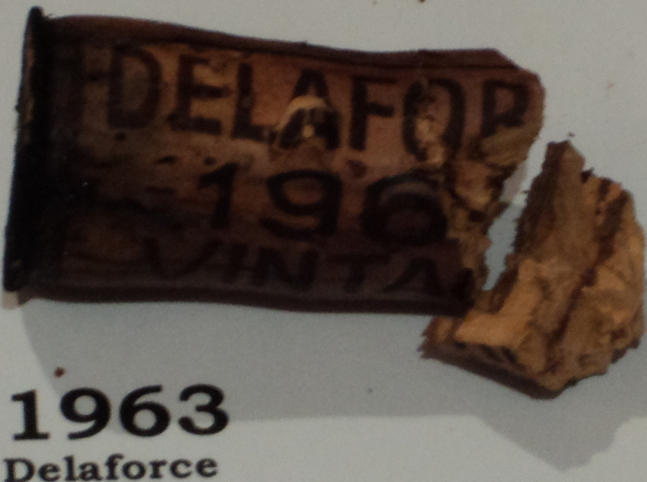 DELAFOR
196
VINTA
1963
Delaforce